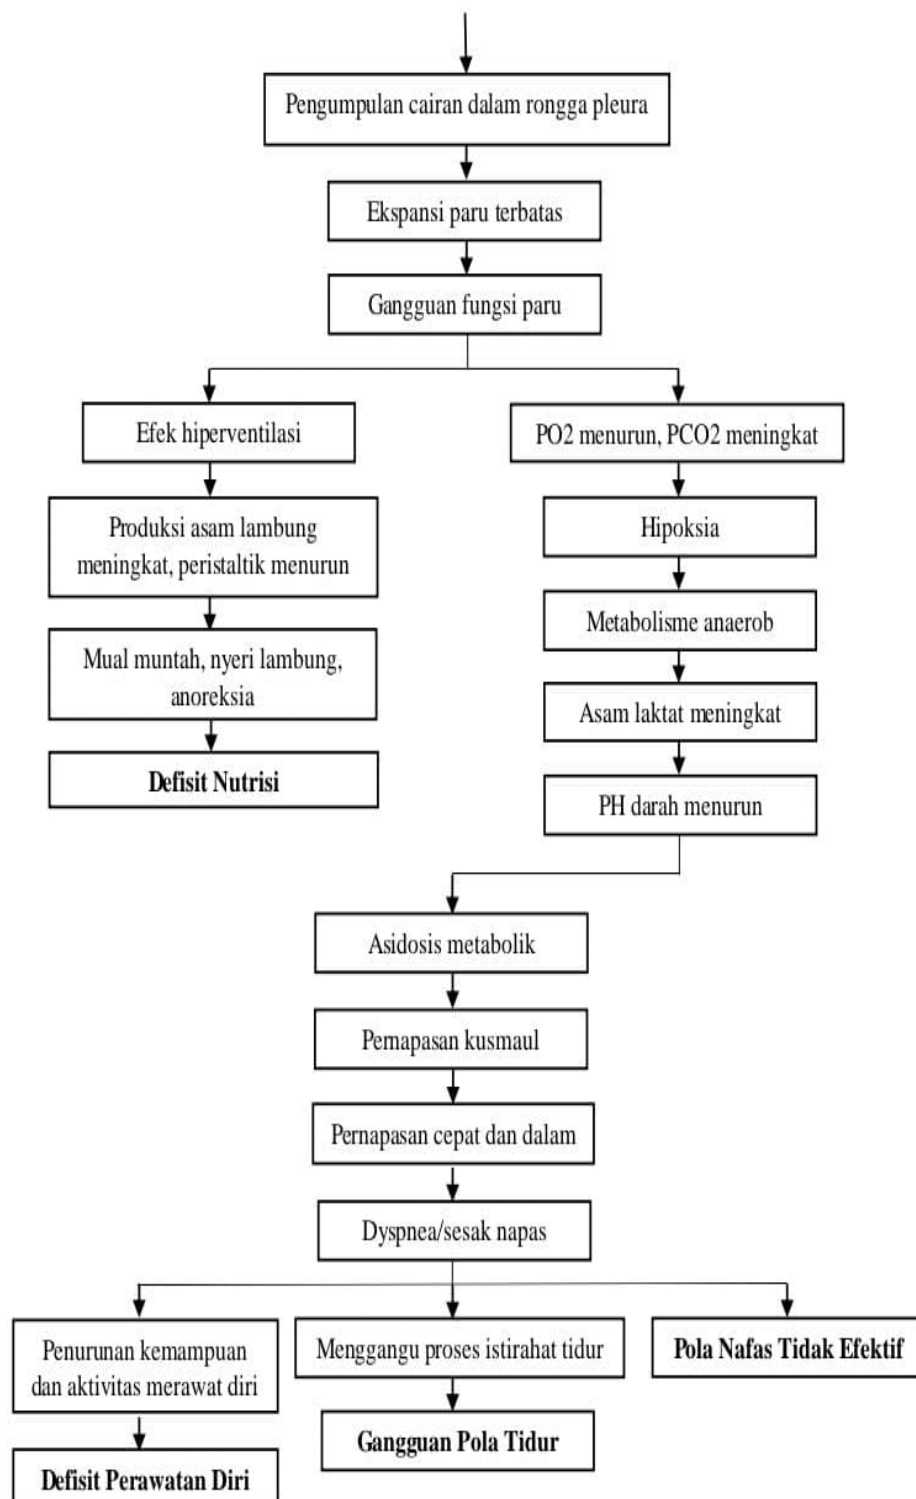 Pengumpulan cairan dalam rongga pleura
Ekspansi paru terbatas
Gangguan fungsi paru
Efek hiperventilasi
Produksi asam lambung
meningkat, peristaltik menurun
Mual muntah, nyeri lambung,
anoreksia
Defisit Nutrisi
PO2 menurun, PCO2 meningkat
Hipoksia
Metabolisme anaerob
Asam laktat meningkat
PH darah menurun
Asidosis metabolik
Pernapasan kusmaul
Pernapasan cepat dan dalam
Dyspnea/sesak napas
Penurunan kemampuan
dan aktivitas merawat diri
Defisit Perawatan Diri
Menggangu proses istirahat tidur
Gangguan Pola Tidur
Pola Nafas Tidak Efektif